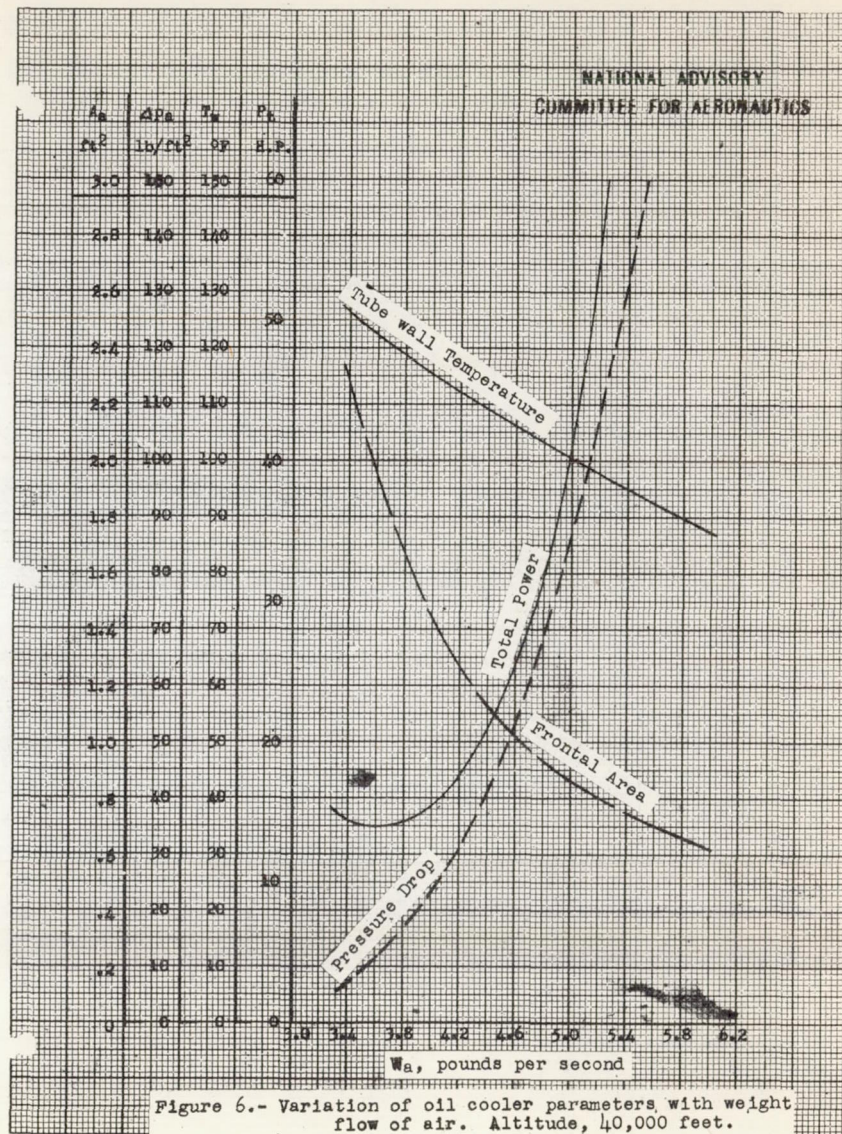 NATIONAL ADVISORY
COMMITTEE FOR AERONAUTICS
Aa ΔPa Tw Pt
ft2 lb/ft2 °F H.P.
3.0 150 150 60
2.8 140 140
2.6 130 130
50
2.4 120 120
2.2 110 110
2.0 100 100 40
1.8 90 90
1.6 80 80
30
1.4 70 70
1.2 60 60
1.0 50 50 20
.8 40 40
.6 30 30
10
.4 20 20
.2 10 10
0 0 0 0
Tube wall Temperature
Total Power
Frontal Area
Pressure Drop
3.0 3.4 3.8 4.2 4.6 5.0 5.4 5.8 6.2
Wa, pounds per second
Figure 6.- Variation of oil cooler parameters with weight
flow of air. Altitude, 40,000 feet.